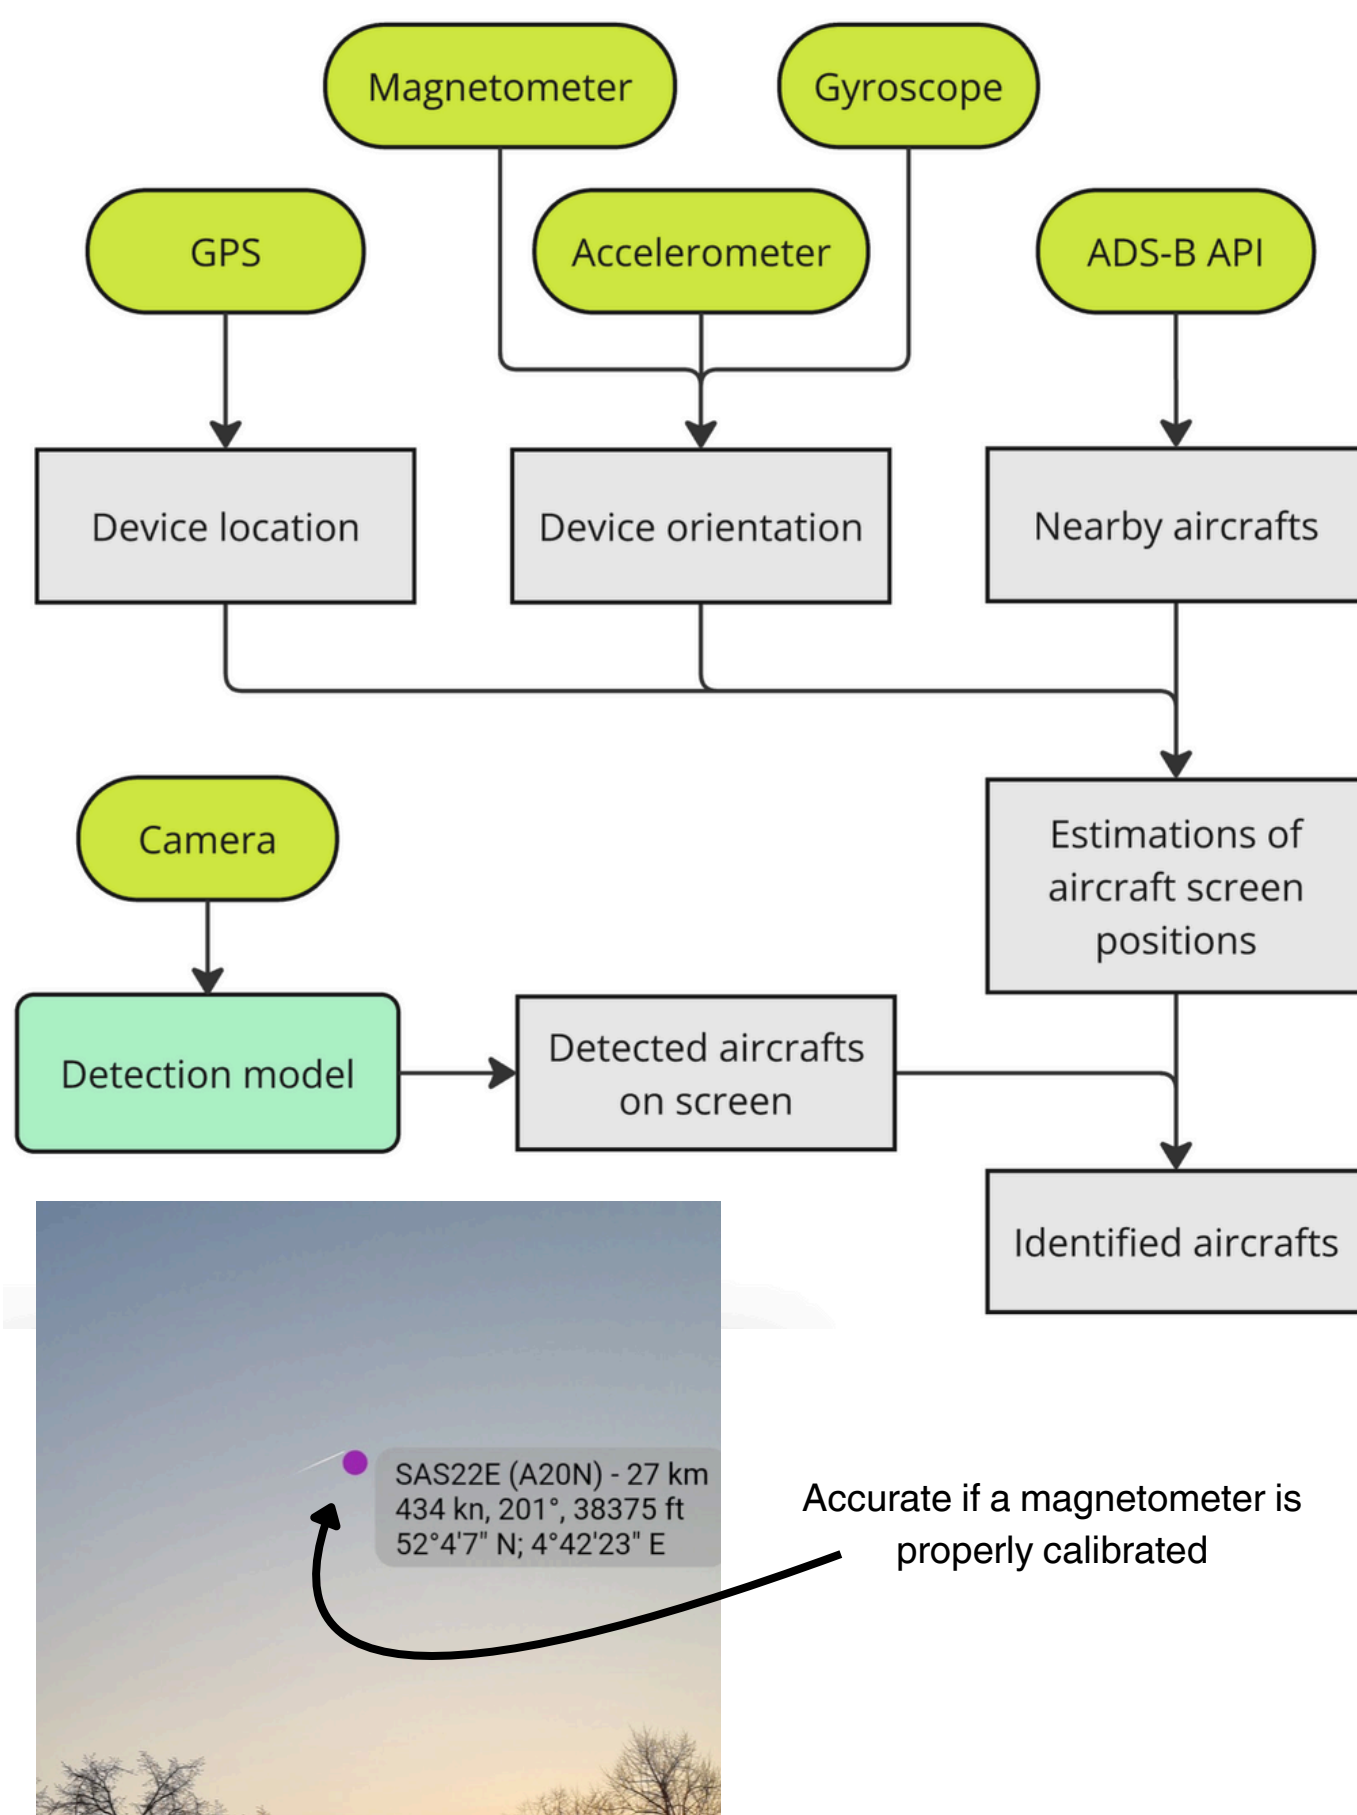 Magnetometer
Gyroscope
GPS
Accelerometer
ADS-B API
Device location
Device orientation
Nearby aircrafts
Estimations of
aircraft screen
positions
Camera
Detection model
Detected aircrafts
on screen
Identified aircrafts
SAS22E (A20N) - 27 km
434 kn, 201°, 38375 ft
52°4'7" N; 4°42'23" E
Accurate if a magnetometer is
properly calibrated